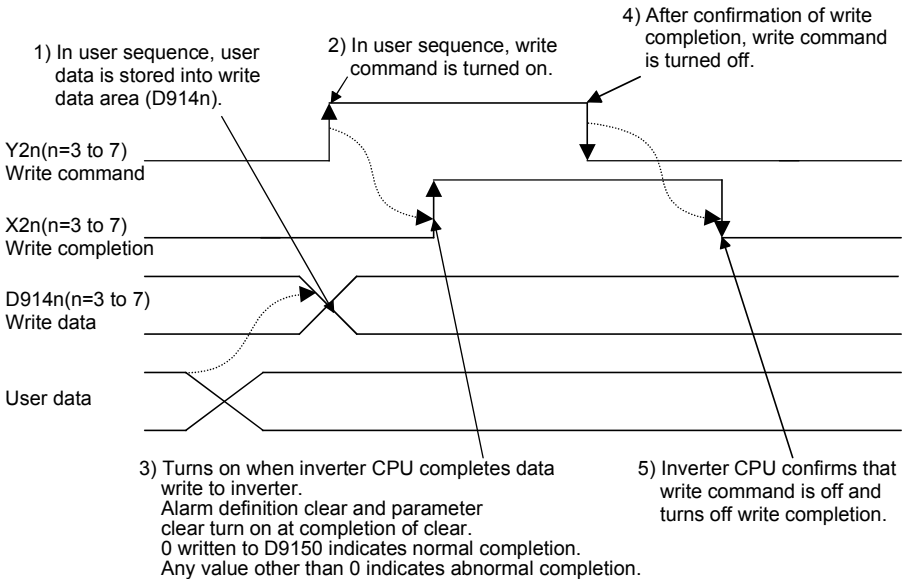 1) In user sequence, user
data is stored into write
data area (D914n).
2) In user sequence, write
command is turned on.
4) After confirmation of write
completion, write command
is turned off.
Y2n(n=3 to 7)
Write command
X2n(n=3 to 7)
Write completion
D914n(n=3 to 7)
Write data
User data
3) Turns on when inverter CPU completes data
write to inverter.
Alarm definition clear and parameter
clear turn on at completion of clear.
0 written to D9150 indicates normal completion.
Any value other than 0 indicates abnormal completion.
5) Inverter CPU confirms that
write command is off and
turns off write completion.